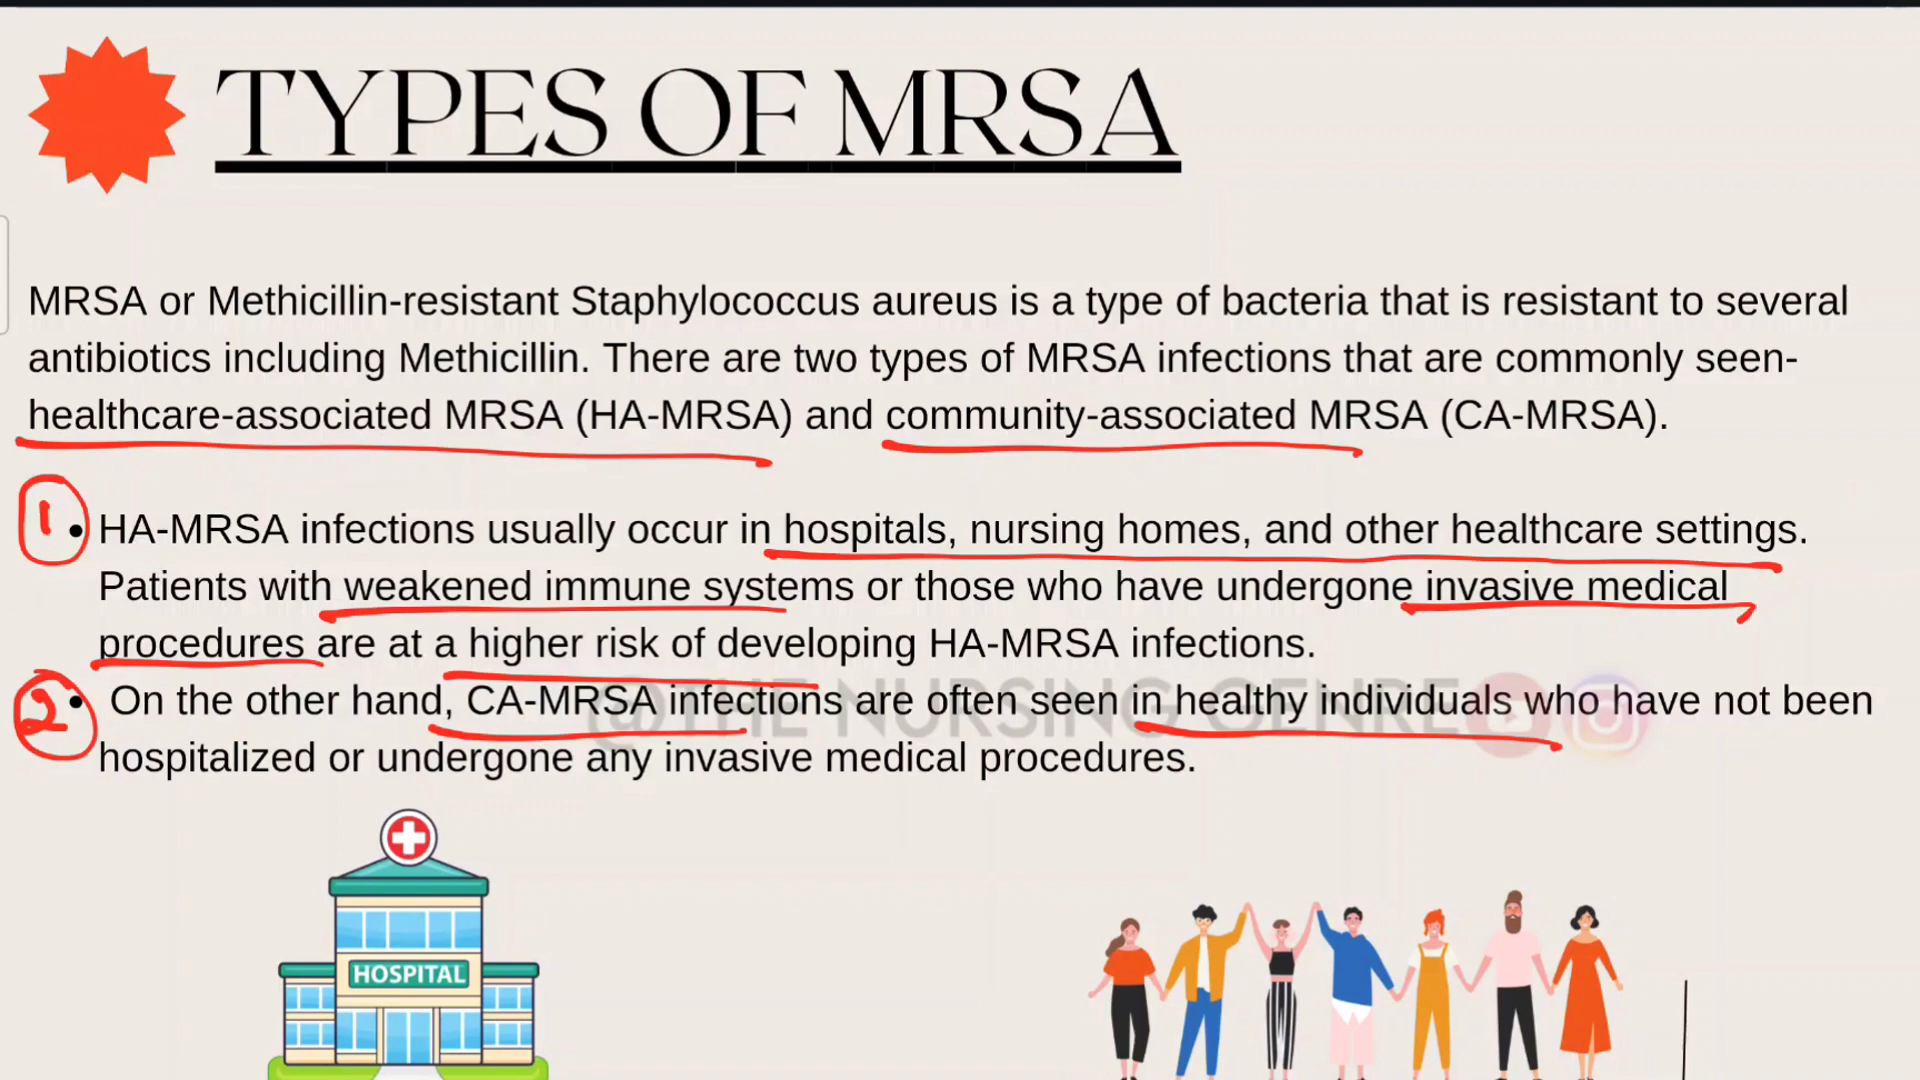 TYPES OF MRSA
MRSA or Methicillin-resistant Staphylococcus aureus is a type of bacteria that is resistant to several
antibiotics including Methicillin. There are two types of MRSA infections that are commonly seen-
healthcare-associated MRSA (HA-MRSA) and community-associated MRSA (CA-MRSA).
1
• HA-MRSA infections usually occur in hospitals, nursing homes, and other healthcare settings.
Patients with weakened immune systems or those who have undergone invasive medical
procedures are at a higher risk of developing HA-MRSA infections.
2
• On the other hand, CA-MRSA infections are often seen in healthy individuals who have not been
@THE NURSING GENRE
hospitalized or undergone any invasive medical procedures.
HOSPITAL